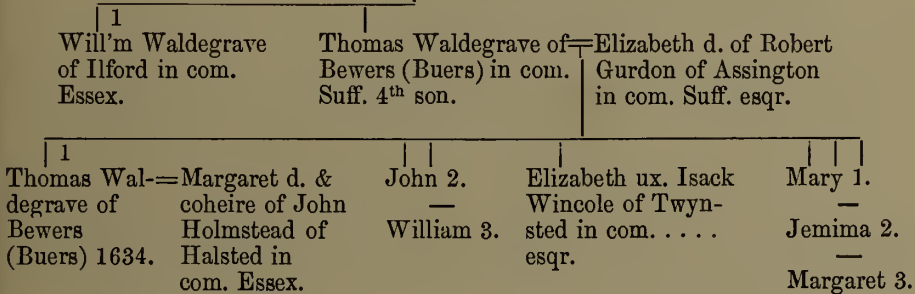 1
Will'm Waldegrave
of Ilford in com.
Essex.
Thomas Waldegrave of=
Bewers (Buers) in com.
Suff. 4th son.
Elizabeth d. of Robert
Gurdon of Assington
in com. Suff. esqr.
1
Thomas Wal-=
degrave of
Bewers
(Buers) 1634.
Margaret d. &
coheire of John
Holmstead of
Halsted in
com. Essex.
John 2.
—
William 3.
Elizabeth ux. Isack
Wincole of Twyn-
sted in com. . . . .
esqr.
Mary 1.
—
Jemima 2.
—
Margaret 3.